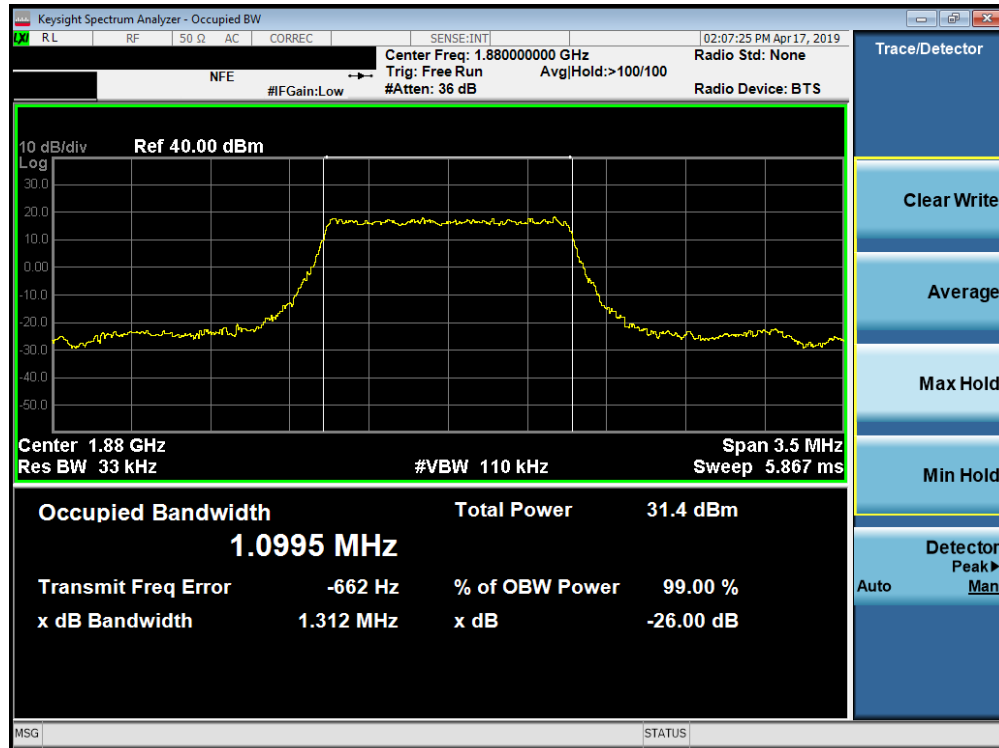 Keysight Spectrum Analyzer - Occupied BW
LXI RL RF 50 Ω AC CORREC SENSE:INT 02:07:25 PM Apr 17, 2019
Center Freq: 1.880000000 GHz Radio Std: None
NFE Trig: Free Run Avg|Hold:>100/100
#IFGain:Low #Atten: 36 dB Radio Device: BTS
Trace/Detector
10 dB/div Ref 40.00 dBm
Log
30.0
20.0
10.0
0.00
-10.0
-20.0
-30.0
-40.0
-50.0
Center 1.88 GHz Span 3.5 MHz
Res BW 33 kHz #VBW 110 kHz Sweep 5.867 ms
Occupied Bandwidth Total Power 31.4 dBm
1.0995 MHz
Transmit Freq Error -662 Hz % of OBW Power 99.00 %
x dB Bandwidth 1.312 MHz x dB -26.00 dB
Clear Write
Average
Max Hold
Min Hold
Detector
Peak▶
Auto Man
MSG STATUS